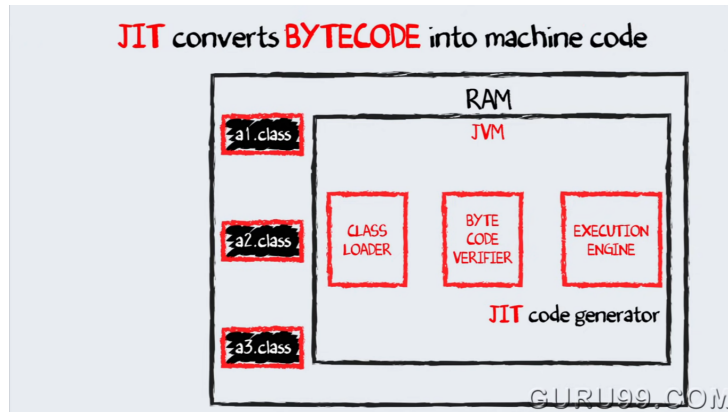 JIT converts BYTECODE into machine code
RAM
JVM
a1.class
a2.class
a3.class
CLASS
LOADER
BYTE
CODE
VERIFIER
EXECUTION
ENGINE
JIT code generator
GURU99.COM